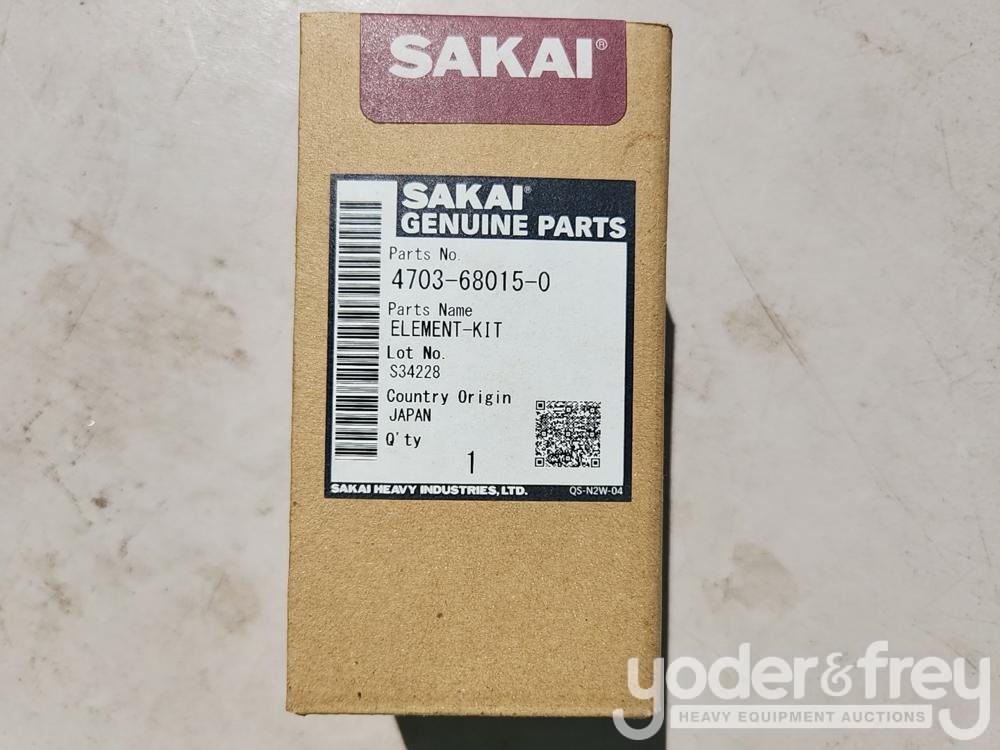 SAKAI®
SAKAI®
GENUINE PARTS
Parts No.
4703-68015-0
Parts Name
ELEMENT-KIT
Lot No.
S34228
Country Origin
JAPAN
Q'ty
1
SAKAI HEAVY INDUSTRIES, LTD. QS-N2W-04
yoder&frey
HEAVY EQUIPMENT AUCTIONS